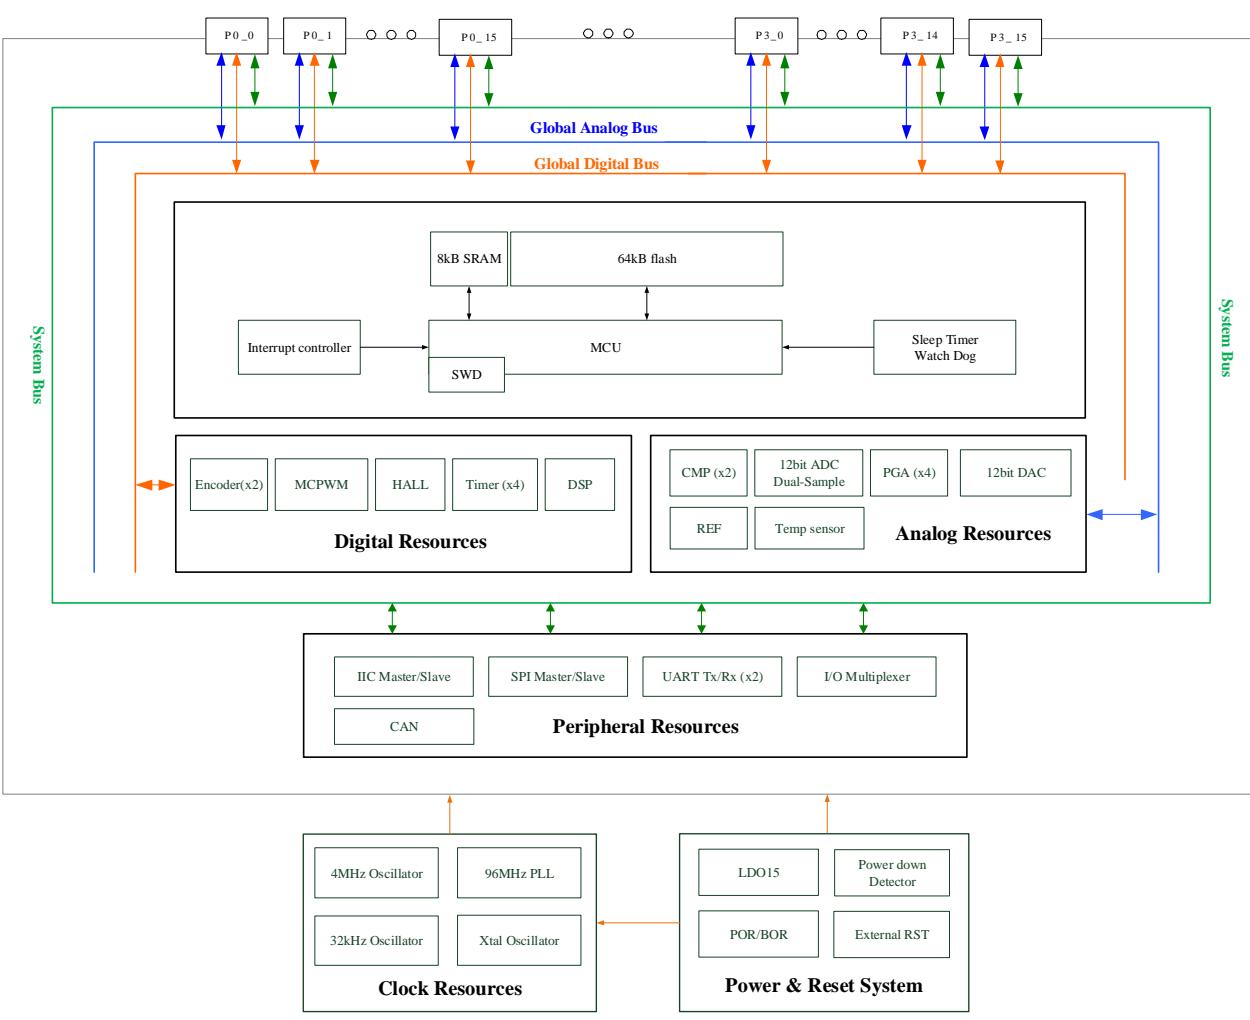 P0_0
P0_1
P0_15
P3_0
P3_14
P3_15
Global Analog Bus
Global Digital Bus
System Bus
System Bus
8kB SRAM
64kB flash
Interrupt controller
MCU
SWD
Sleep Timer
Watch Dog
Encoder(x2)
MCPWM
HALL
Timer (x4)
DSP
Digital Resources
CMP (x2)
12bit ADC
Dual-Sample
PGA (x4)
12bit DAC
REF
Temp sensor
Analog Resources
IIC Master/Slave
SPI Master/Slave
UART Tx/Rx (x2)
I/O Multiplexer
CAN
Peripheral Resources
4MHz Oscillator
96MHz PLL
32kHz Oscillator
Xtal Oscillator
Clock Resources
LDO15
Power down
Detector
POR/BOR
External RST
Power & Reset System